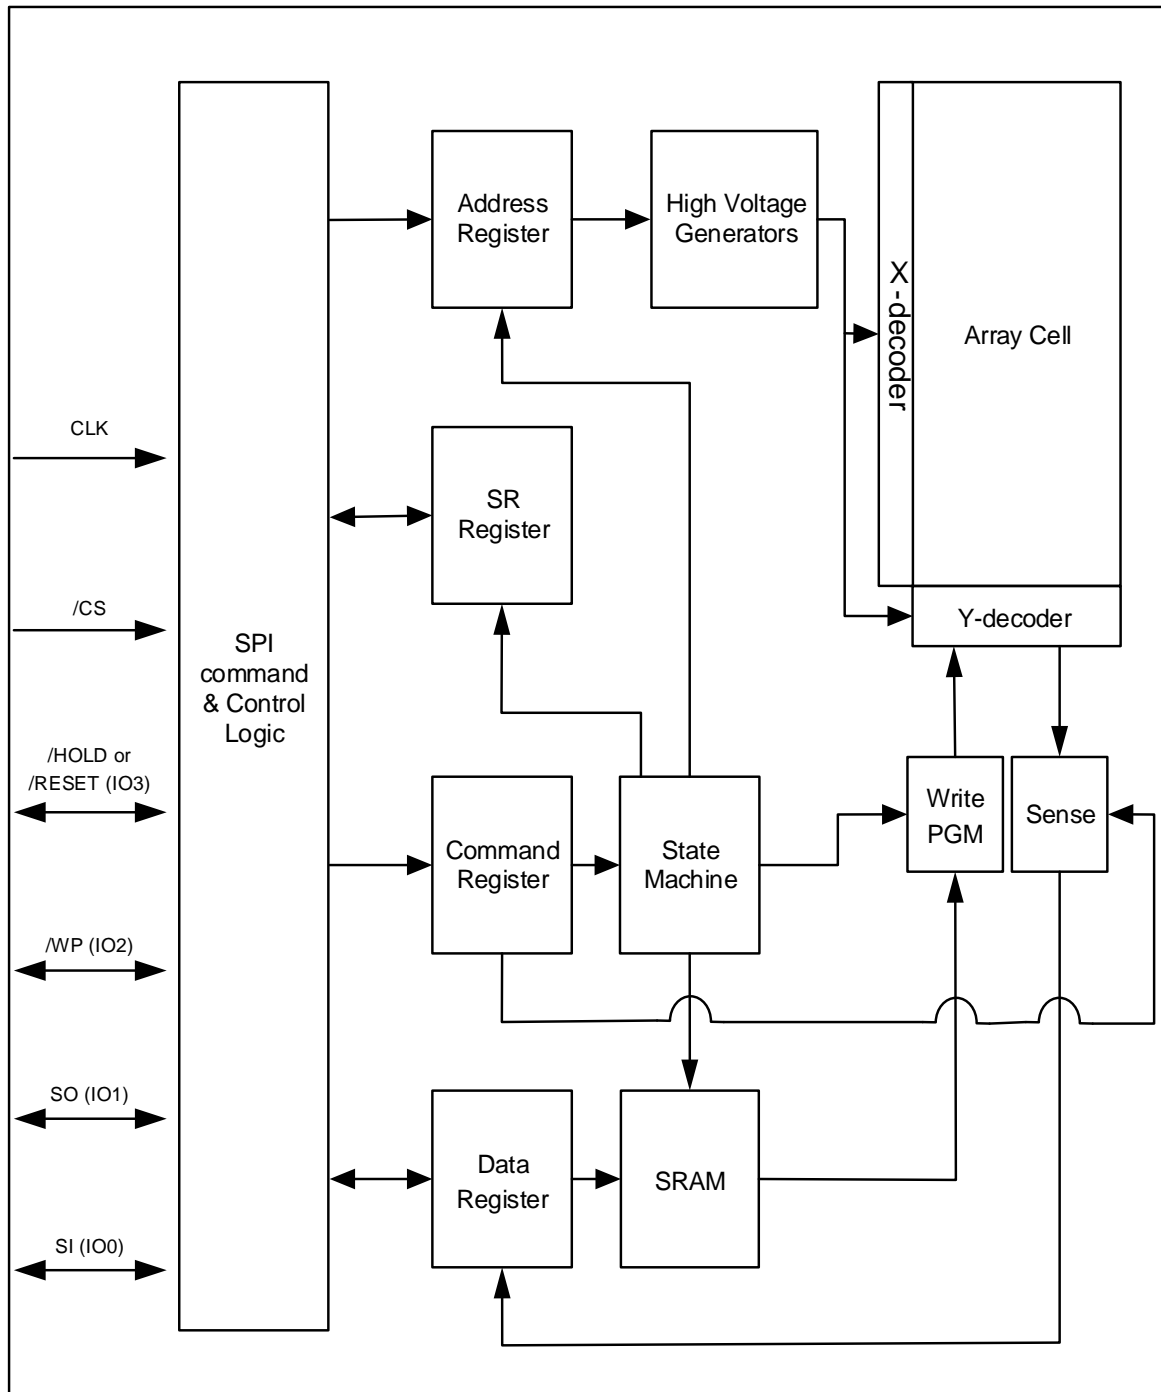 CLK
/CS
/HOLD or
/RESET (IO3)
/WP (IO2)
SO (IO1)
SI (IO0)
SPI
command
& Control
Logic
Address
Register
High Voltage
Generators
X-decoder
Array Cell
Y-decoder
SR
Register
Command
Register
State
Machine
Write
PGM
Sense
Data
Register
SRAM